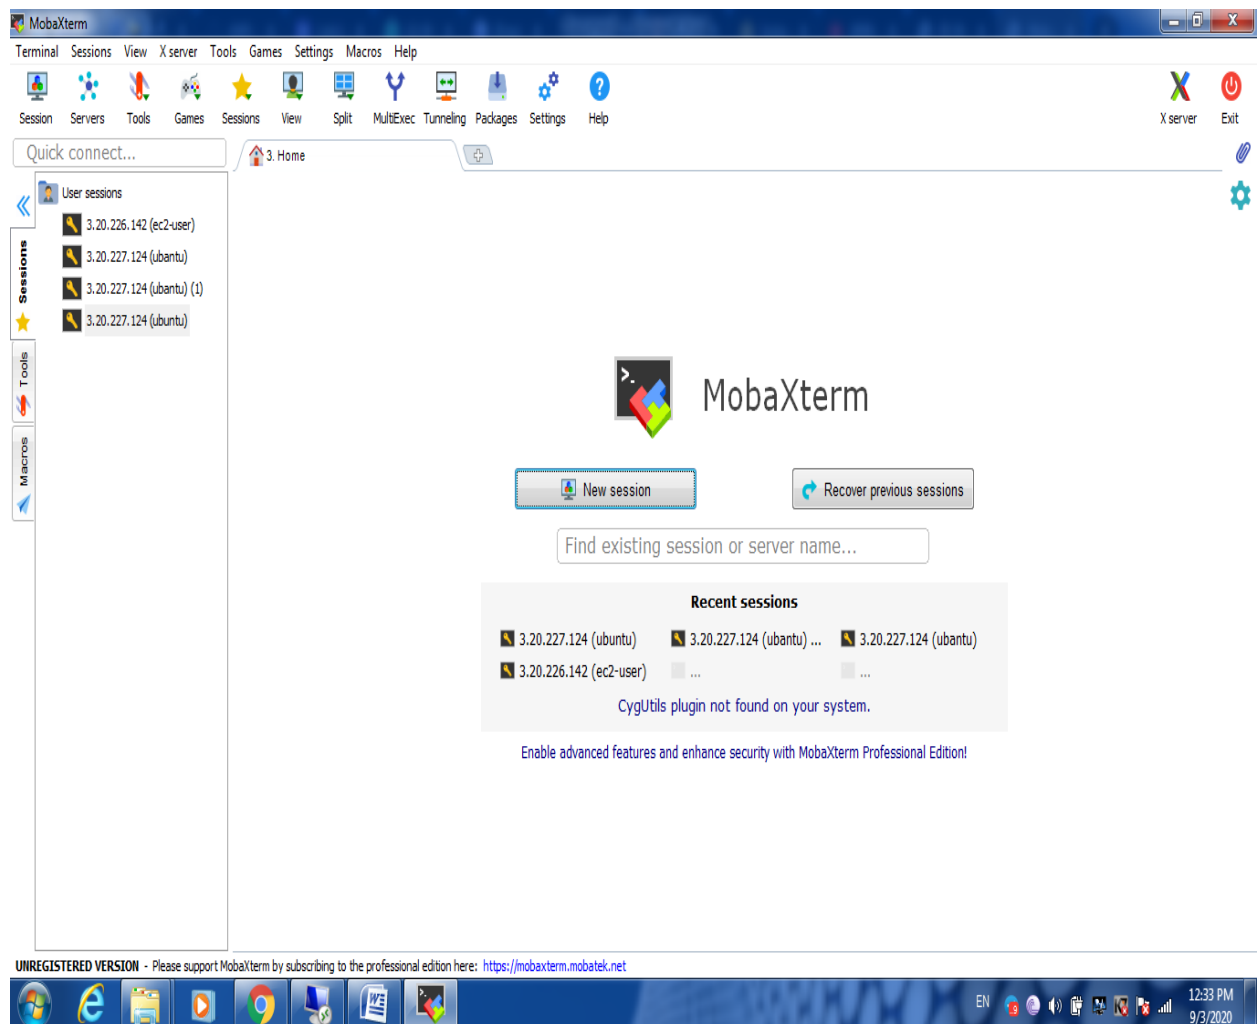 MobaXterm
Terminal Sessions View X server Tools Games Settings Macros Help
Session Servers Tools Games Sessions View Split MultiExec Tunneling Packages Settings Help X server Exit
Quick connect...
3. Home
User sessions
3.20.226.142 (ec2-user)
3.20.227.124 (ubantu)
3.20.227.124 (ubantu) (1)
3.20.227.124 (ubuntu)
Sessions
Tools
Macros
>.
MobaXterm
New session Recover previous sessions
Find existing session or server name...
Recent sessions
3.20.227.124 (ubuntu) 3.20.227.124 (ubantu) ... 3.20.227.124 (ubantu)
3.20.226.142 (ec2-user) ... ...
CygUtils plugin not found on your system.
Enable advanced features and enhance security with MobaXterm Professional Edition!
UNREGISTERED VERSION - Please support MobaXterm by subscribing to the professional edition here: https://mobaxterm.mobatek.net
EN 12:33 PM
9/3/2020